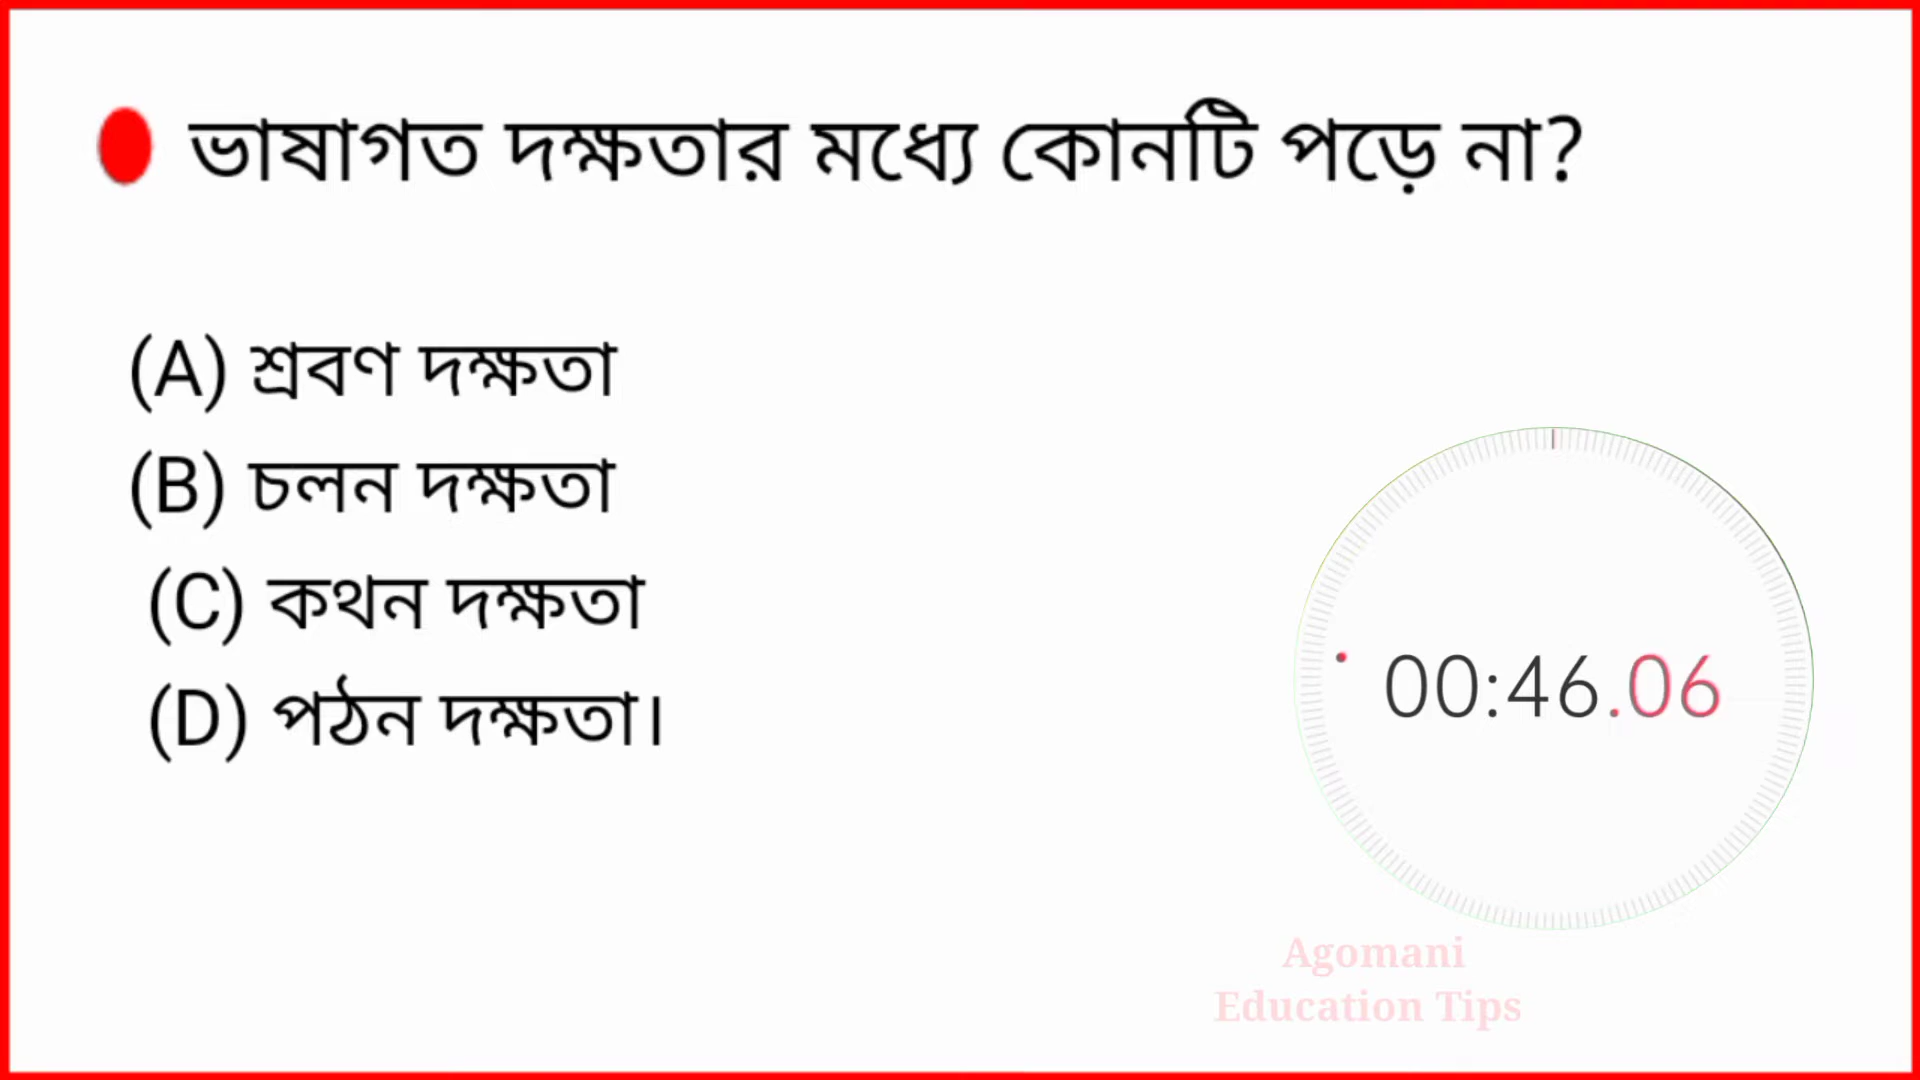 ভাষাগত দক্ষতার মধ্যে কোনটি পড়ে না?
(A) শ্রবণ দক্ষতা
(B) চলন দক্ষতা
(C) কথন দক্ষতা
(D) পঠন দক্ষতা।
00:46.06
Agomani
Education Tips